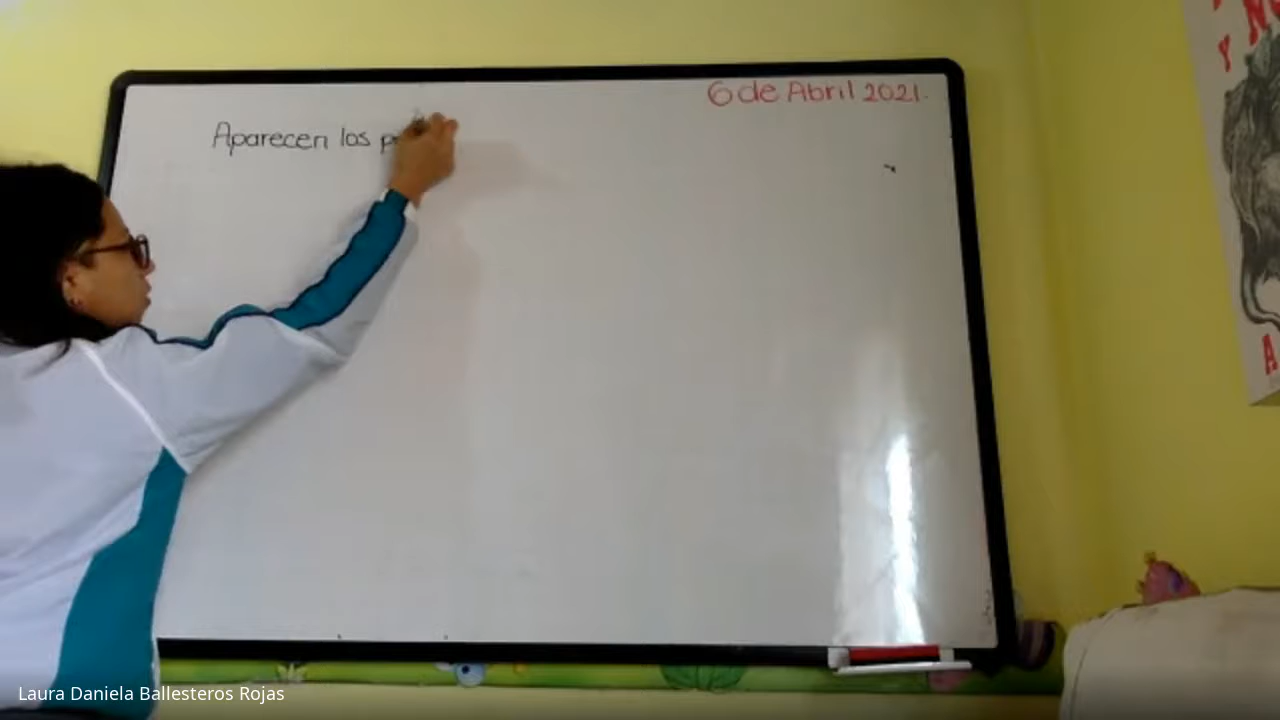 6 de Abril 2021.
Aparecen los
Y
A
Laura Daniela Ballesteros Rojas